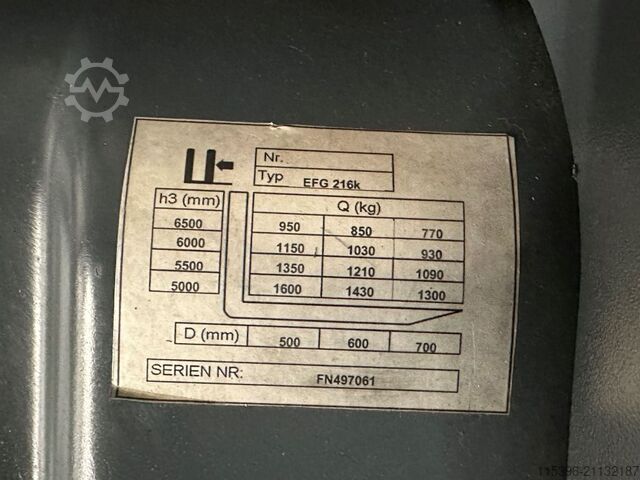 Nr.
Typ EFG 216k
h3 (mm) Q (kg)
6500 950 850 770
6000 1150 1030 930
5500 1350 1210 1090
5000 1600 1430 1300
D (mm) 500 600 700
SERIEN NR: FN497061
115396-21132187